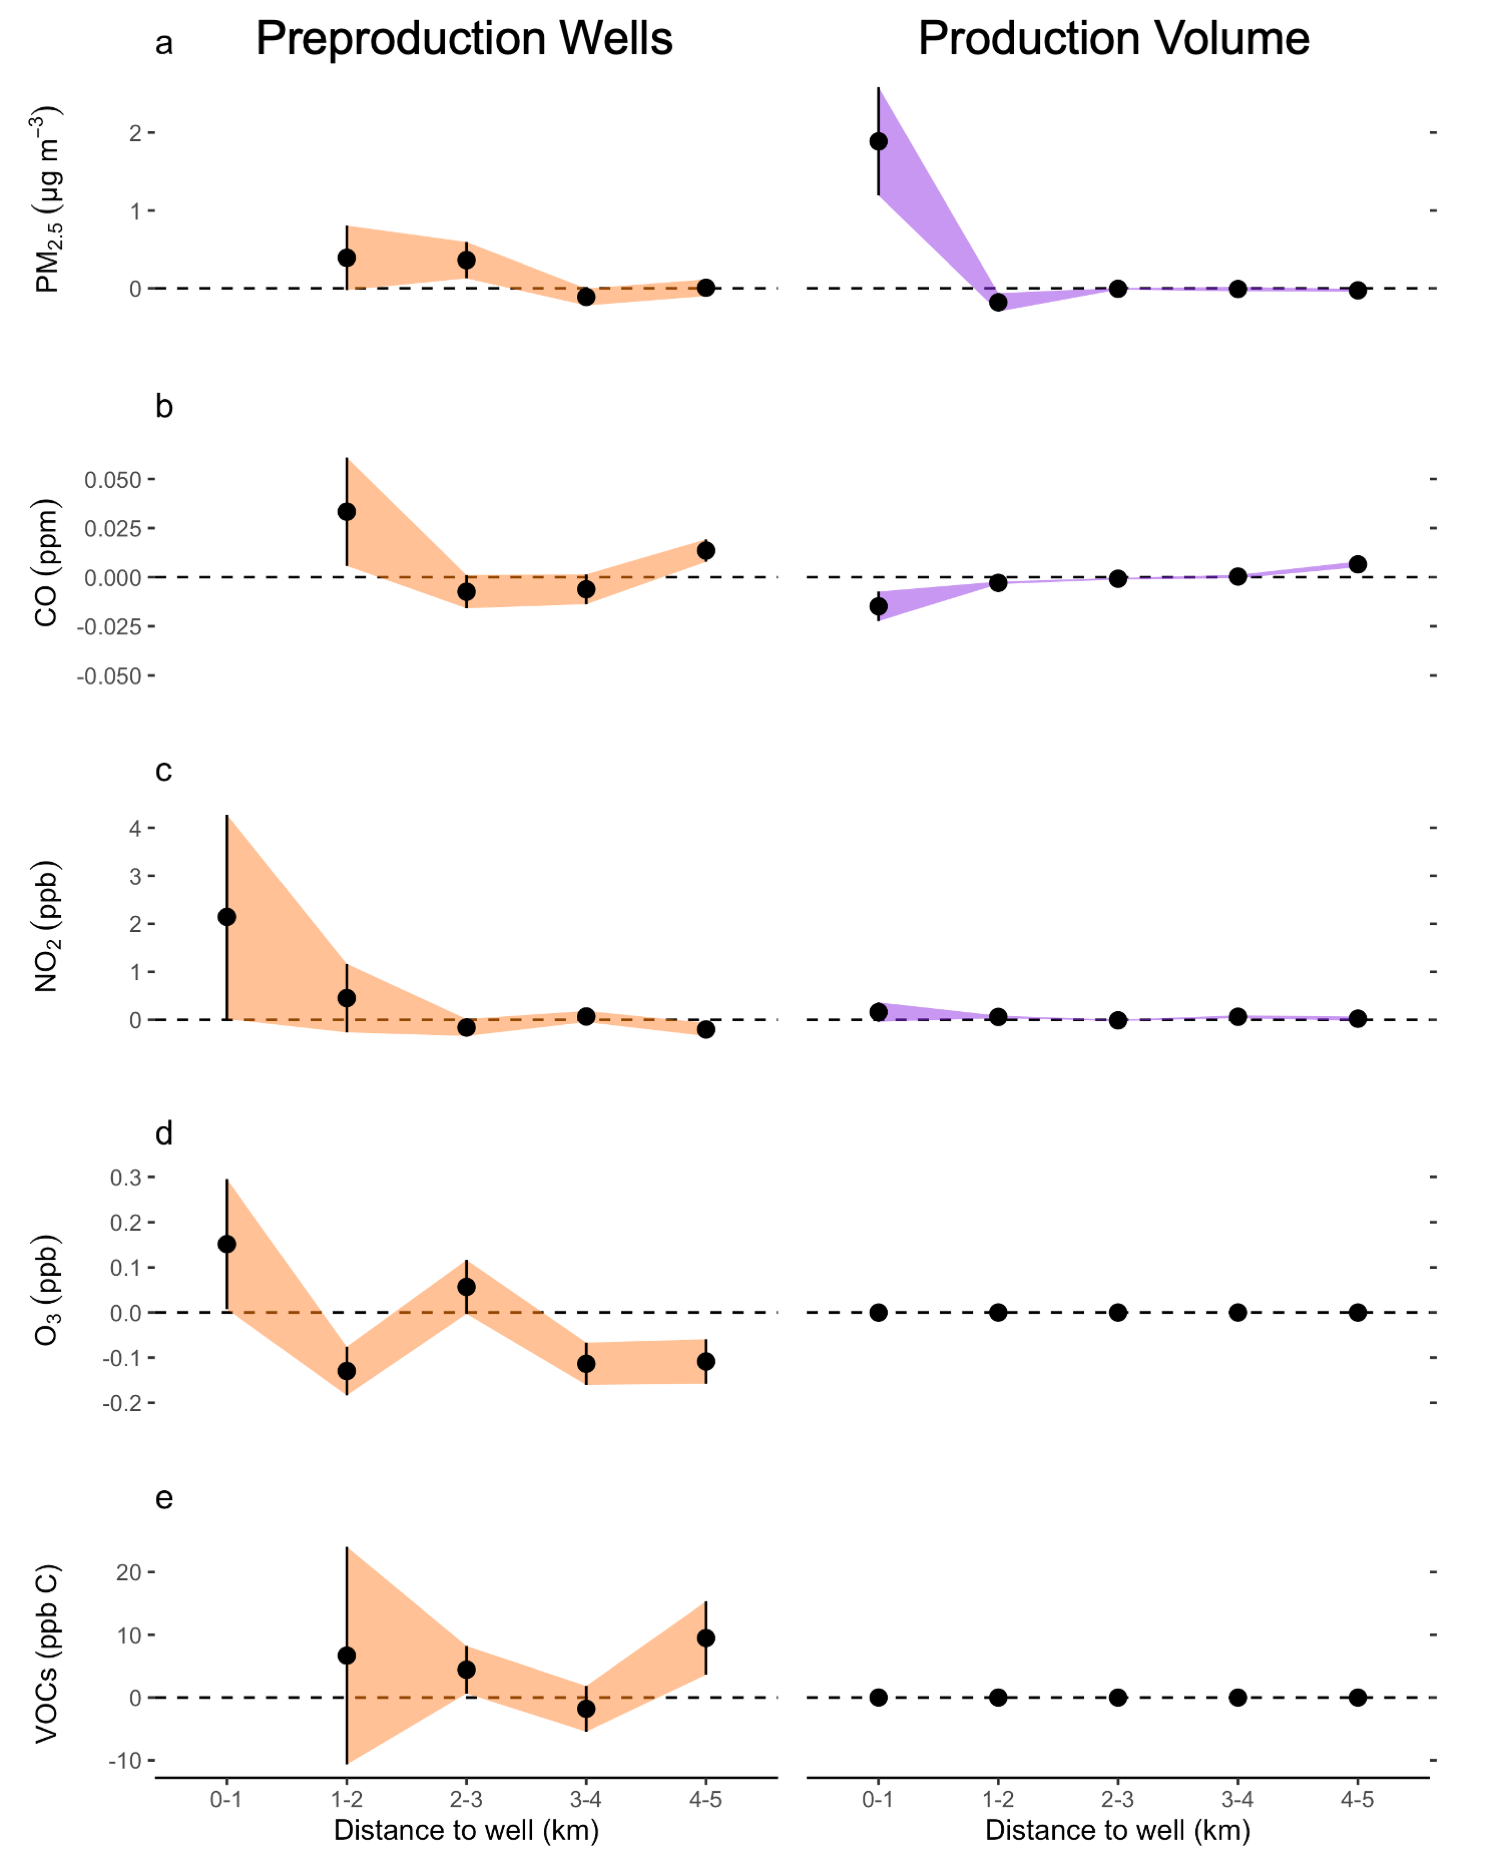 a Preproduction Wells Production Volume
PM2.5 (µg m−3)
2
1
0
b
CO (ppm)
0.050
0.025
0.000
-0.025
-0.050
c
NO2 (ppb)
4
3
2
1
0
d
O3 (ppb)
0.3
0.2
0.1
0.0
-0.1
-0.2
e
VOCs (ppb C)
20
10
0
-10
0-1 1-2 2-3 3-4 4-5 0-1 1-2 2-3 3-4 4-5
Distance to well (km) Distance to well (km)